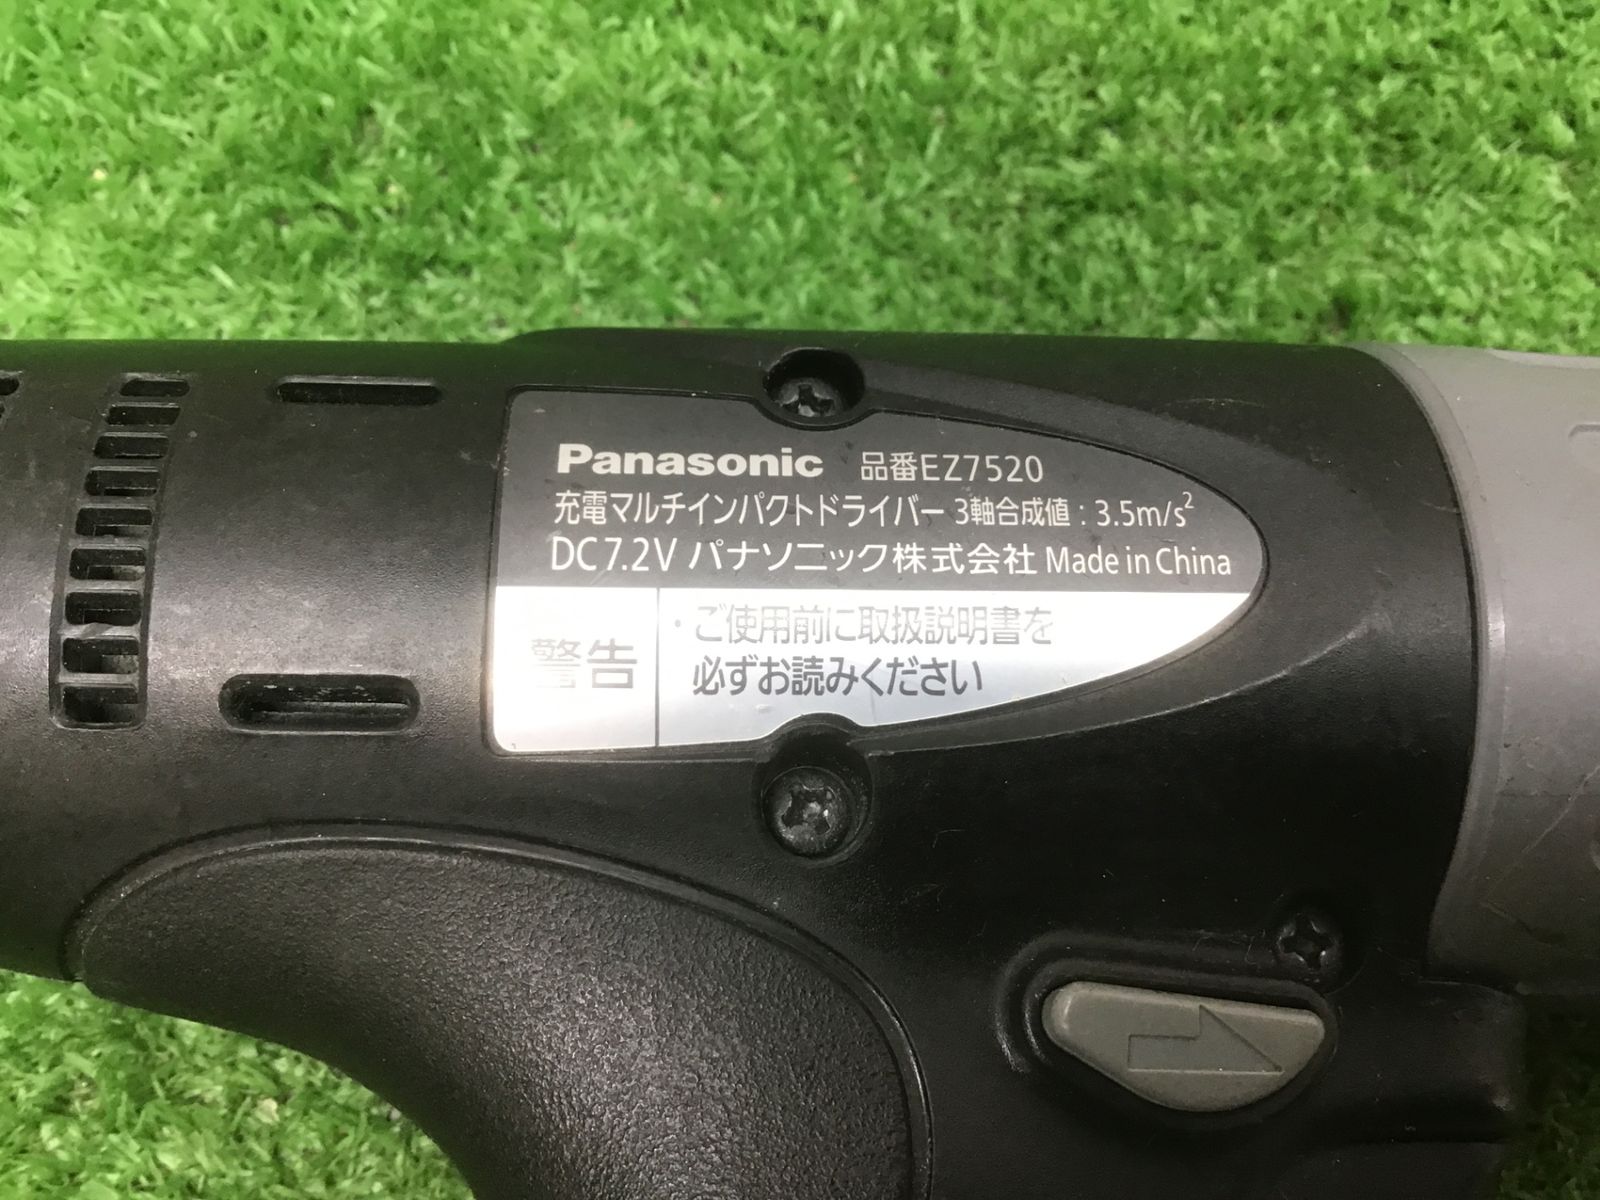 Panasonic 品番EZ7520
充電マルチインパクトドライバー 3軸合成値：3.5m/s²
DC7.2V パナソニック株式会社 Made in China
警告
・ご使用前に取扱説明書を
必ずお読みください